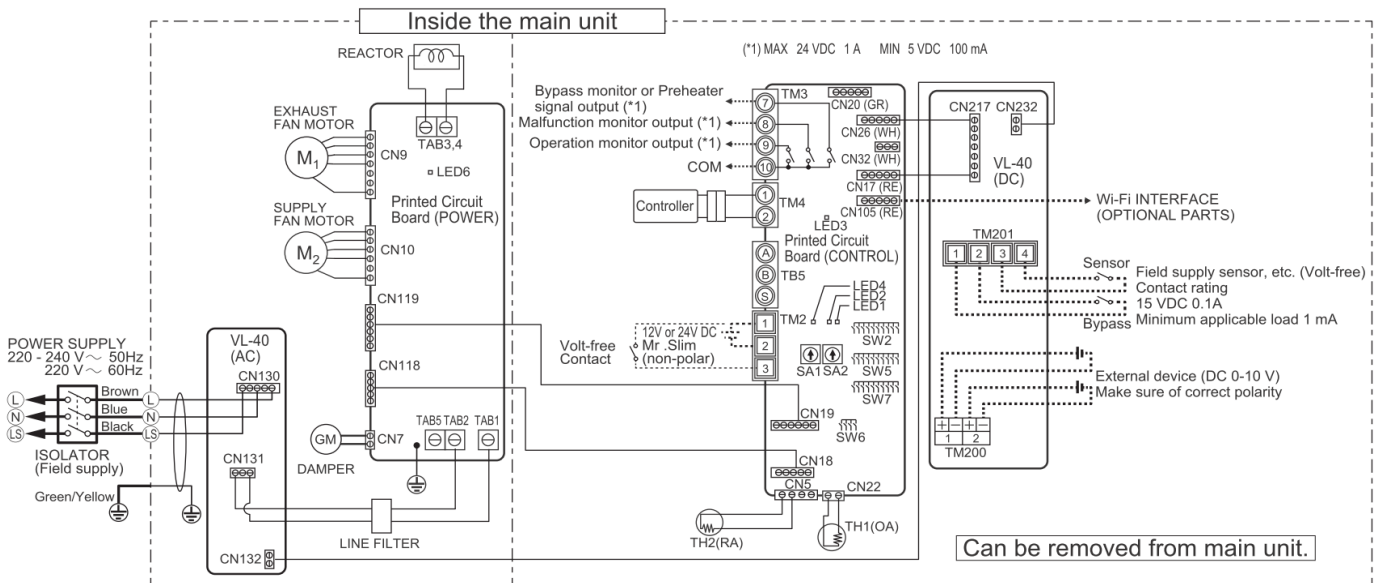 Inside the main unit
(*1) MAX 24 VDC 1 A MIN 5 VDC 100 mA
REACTOR
EXHAUST
FAN MOTOR
M1
CN9
TAB3,4
LED6
Printed Circuit
Board (POWER)
SUPPLY
FAN MOTOR
M2
CN10
CN119
CN118
GM
DAMPER
CN7
TAB5 TAB2 TAB1
LINE FILTER
POWER SUPPLY
220 - 240 V～ 50Hz
220 V～ 60Hz
L
N
LS
Brown
Blue
Black
L
N
LS
ISOLATOR
(Field supply)
Green/Yellow
VL-40
(AC)
CN130
CN131
CN132
Bypass monitor or Preheater
signal output (*1)
Malfunction monitor output (*1)
Operation monitor output (*1)
COM
7
8
9
10
TM3
Controller
1
2
TM4
A
B
S
TB5
Volt-free
Contact
12V or 24V DC
Mr .Slim
(non-polar)
1
2
3
TM2
CN20 (GR)
CN26 (WH)
CN32 (WH)
CN17 (RE)
CN105 (RE)
LED3
Printed Circuit
Board (CONTROL)
LED4
LED2
LED1
SW2
SA1 SA2
SW5
SW7
CN19
SW6
CN18
CN5
CN22
TH2(RA)
TH1(OA)
CN217
CN232
VL-40
(DC)
Wi-Fi INTERFACE
(OPTIONAL PARTS)
TM201
1 2 3 4
Sensor
Field supply sensor, etc. (Volt-free)
Contact rating
15 VDC 0.1A
Bypass
Minimum applicable load 1 mA
External device (DC 0-10 V)
Make sure of correct polarity
+ − + −
1 2
TM200
Can be removed from main unit.